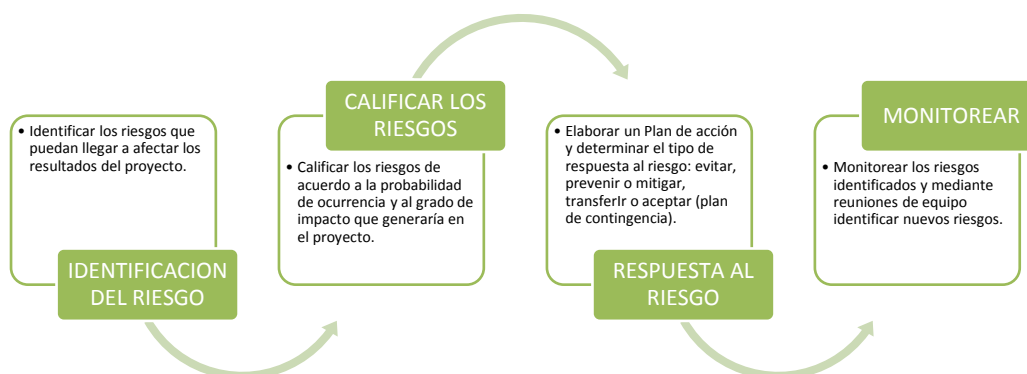 • Identificar los riesgos que
puedan llegar a afectar los
resultados del proyecto.
IDENTIFICACION
DEL RIESGO
CALIFICAR LOS
RIESGOS
• Calificar los riesgos de
acuerdo a la probabilidad
de ocurrencia y al grado de
impacto que generaría en
el proyecto.
• Elaborar un Plan de acción
y determinar el tipo de
respuesta al riesgo: evitar,
prevenir o mitigar,
transferIr o aceptar (plan
de contingencia).
RESPUESTA AL
RIESGO
MONITOREAR
• Monitorear los riesgos
identificados y mediante
reuniones de equipo
identificar nuevos riesgos.